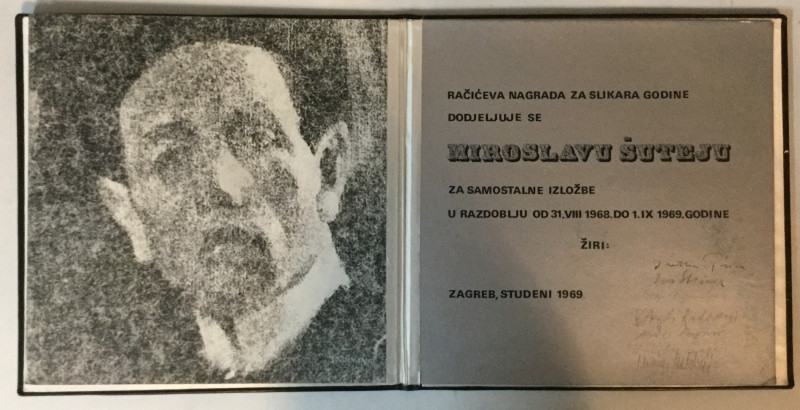 RAČIĆEVA NAGRADA ZA SLIKARA GODINE
DODJELJUJE SE
MIROSLAVU ŠUTEJU
ZA SAMOSTALNE IZLOŽBE
U RAZDOBLJU OD 31.VIII 1968.DO 1.IX 1969.GODINE
ŽIRI:
ZAGREB, STUDENI 1969